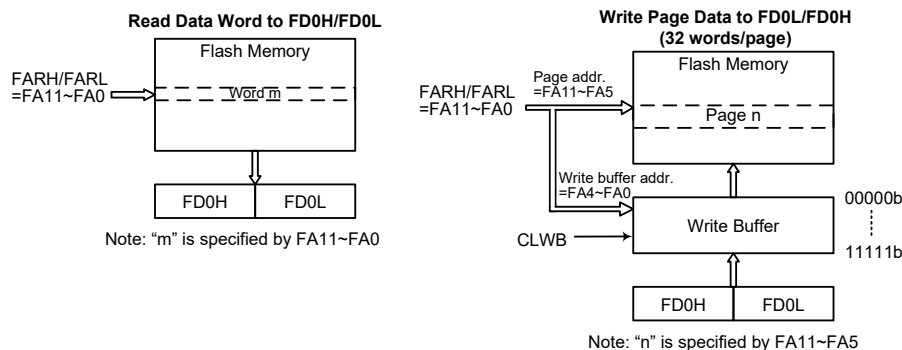 Read Data Word to FD0H/FD0L
Flash Memory
FARH/FARL
=FA11~FA0
Word m
FD0H
FD0L
Note: “m” is specified by FA11~FA0
Write Page Data to FD0L/FD0H
(32 words/page)
Flash Memory
Page addr.
=FA11~FA5
FARH/FARL
=FA11~FA0
Page n
Write buffer addr.
=FA4~FA0
00000b
Write Buffer
CLWB
11111b
FD0H
FD0L
Note: “n” is specified by FA11~FA5